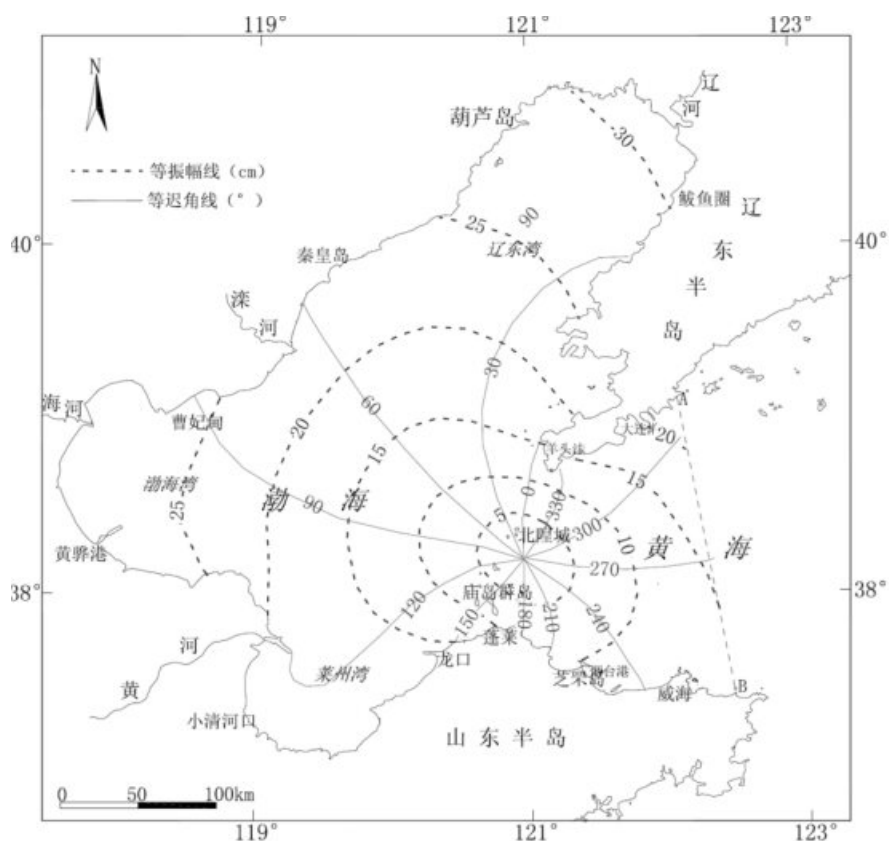 119°
121°
123°
N
等振幅线（cm）
等迟角线（°）
葫芦岛
辽
河
30
鲅鱼圈
辽
东
半
岛
40°
40°
25
90
辽东湾
秦皇岛
滦
河
30
60
20
海河
曹妃甸
A
15
20
羊头洼
15
渤海湾
渤
海
25
90
0
330
5
300
北隍城
10
黄
海
黄骅港
270
38°
38°
庙岛群岛
120
150
180
210
240
蓬莱
龙口
莱州湾
河
黄
芝罘岛
威海
B
小清河口
山东半岛
0
50
100km
119°
121°
123°